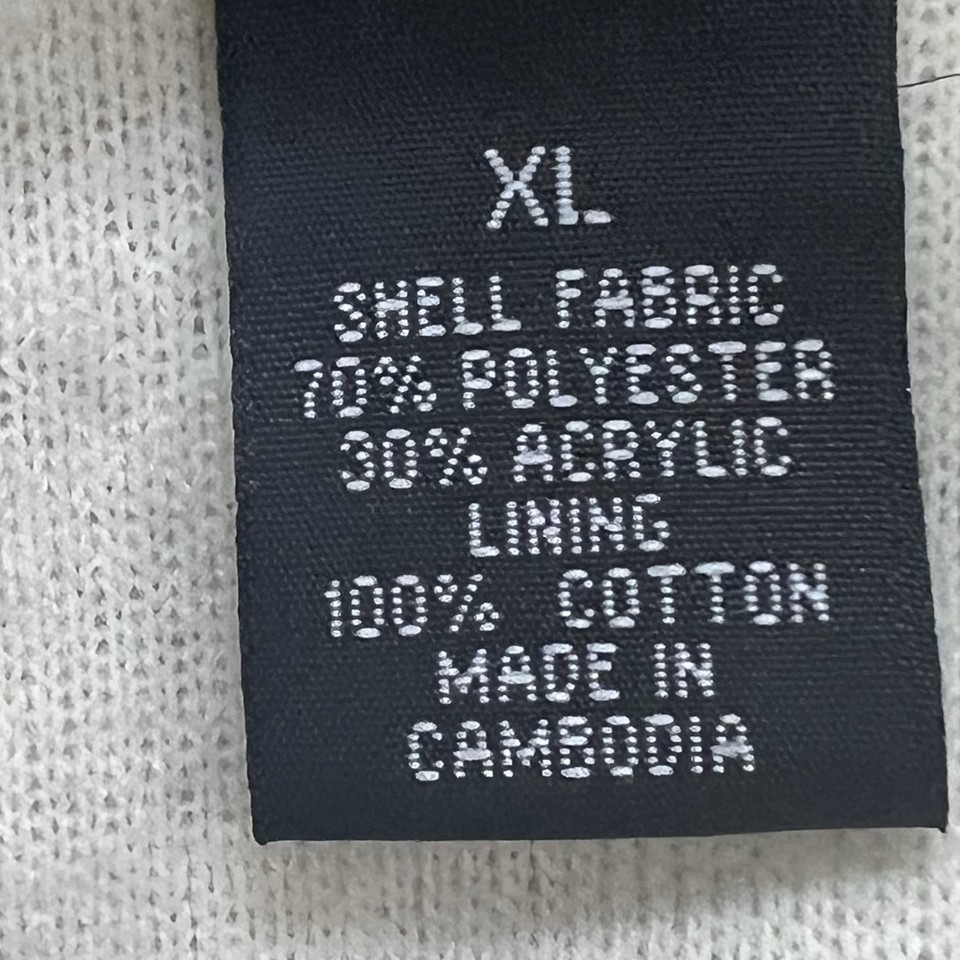 XL
SHELL FABRIC
70% POLYESTER
30% ACRYLIC
LINING
100% COTTON
MADE IN
CAMBODIA